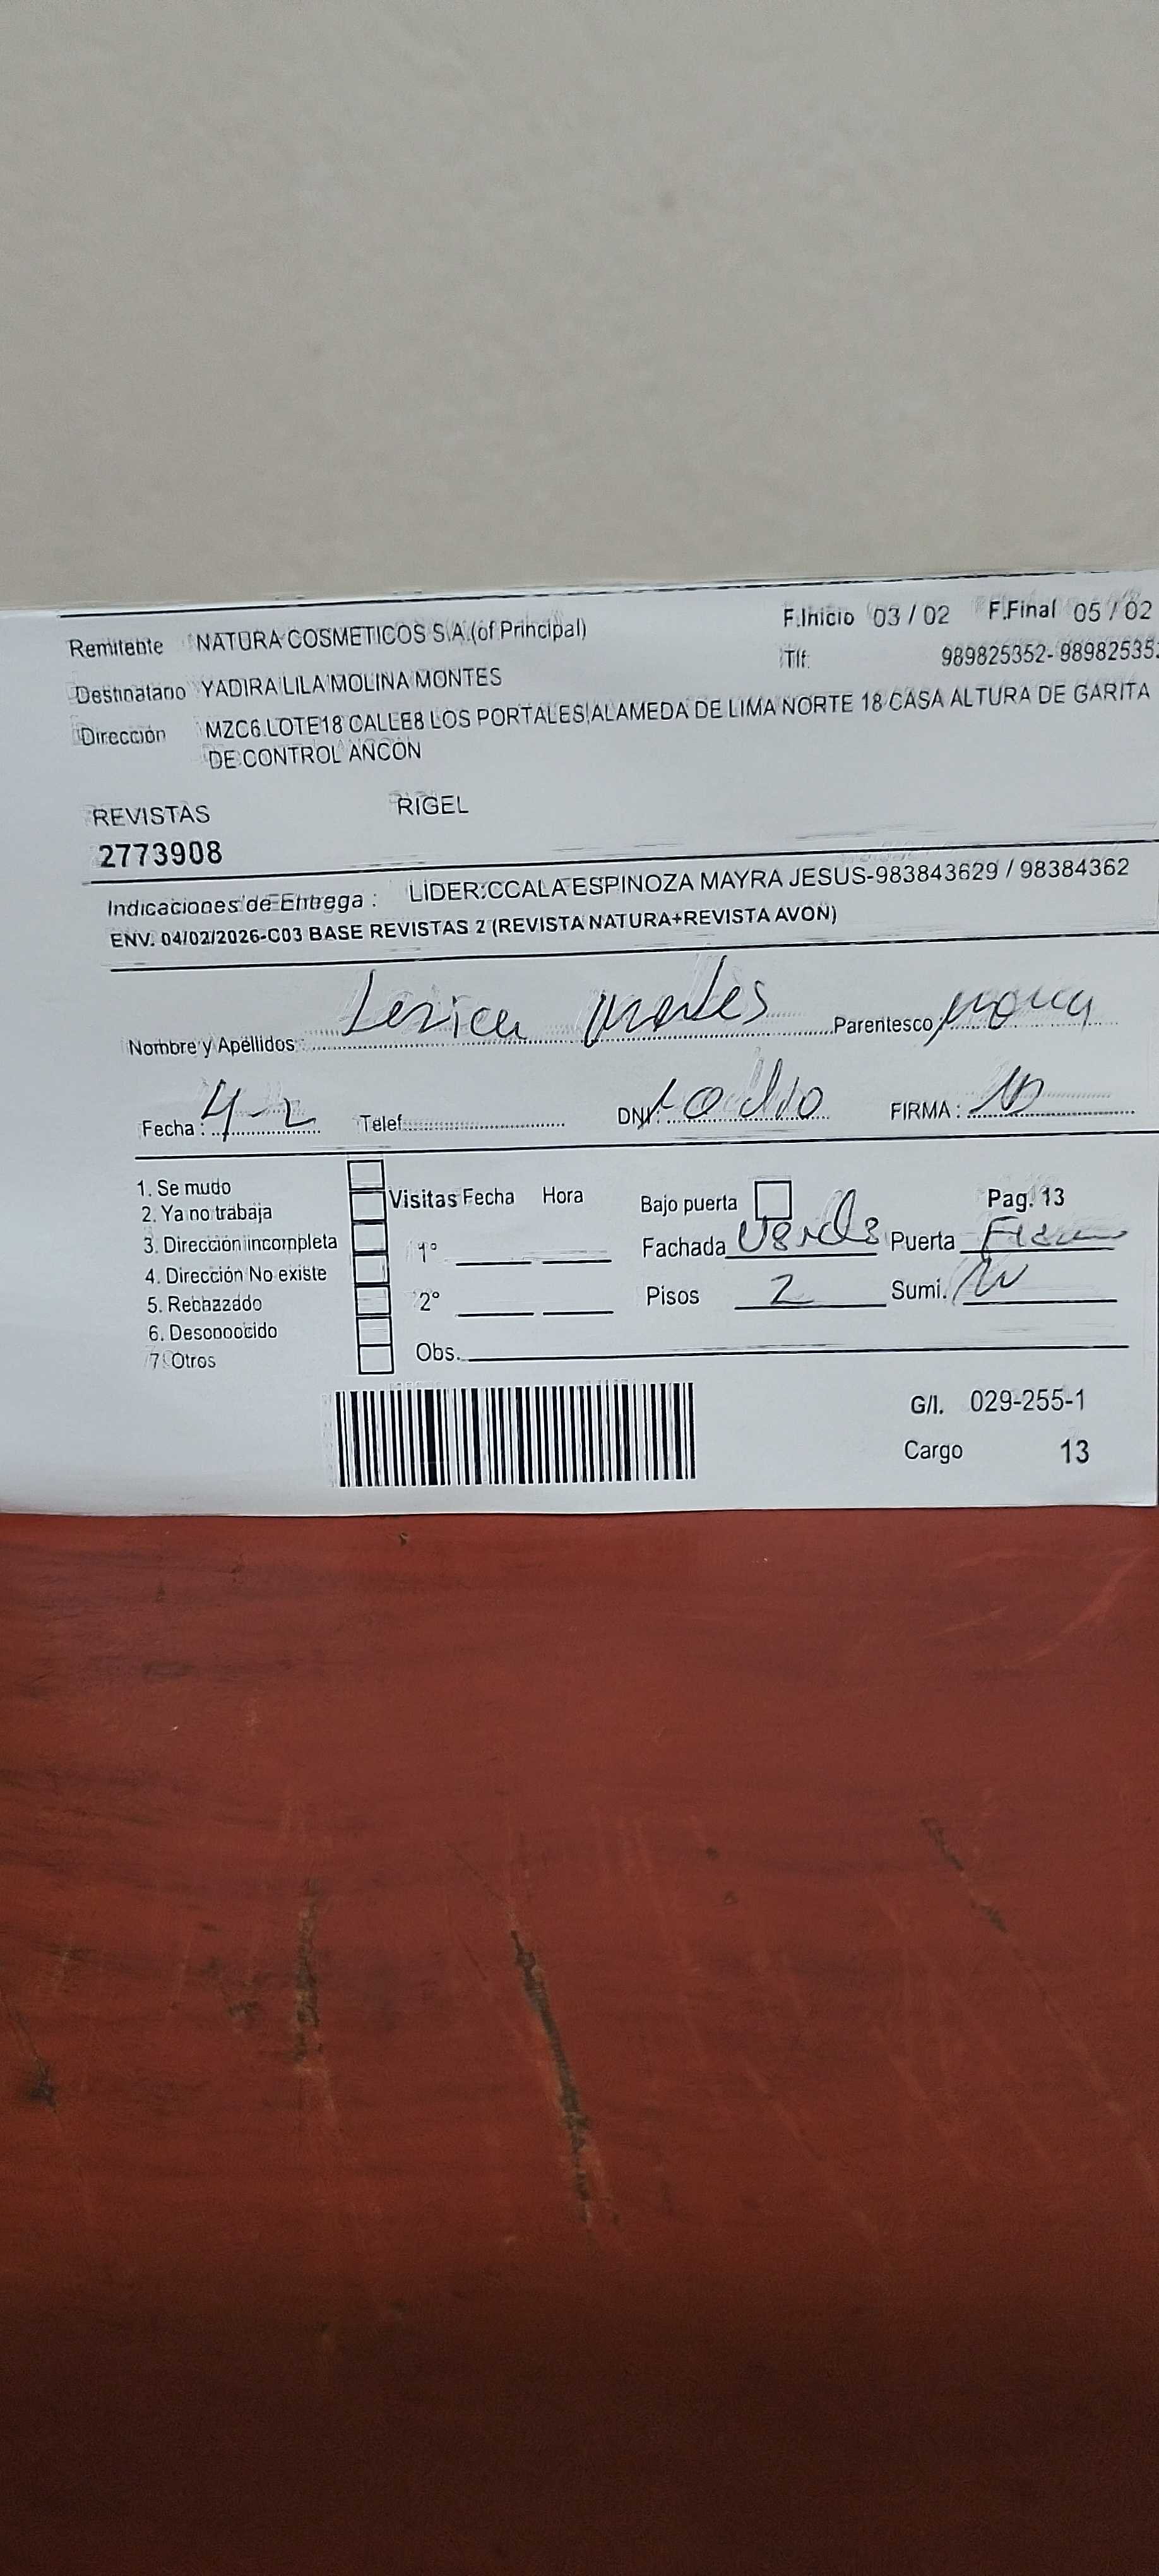 Remitente NATURA COSMETICOS S.A.(of Principal) F.Inicio 03 / 02 F.Final 05 / 02
Destinatario YADIRA LILA MOLINA MONTES Tlf: 989825352- 98982535
Dirección MZC6.LOTE18 CALLE8 LOS PORTALES ALAMEDA DE LIMA NORTE 18 CASA ALTURA DE GARITA
DE CONTROL ANCON
REVISTAS RIGEL
2773908
Indicaciones de Entrega : LÍDER:CCALA ESPINOZA MAYRA JESUS-983843629 / 98384362
ENV. 04/02/2026-C03 BASE REVISTAS 2 (REVISTA NATURA+REVISTA AVON)
Nombre y Apellidos: Montes Parentesco
Fecha : 4-2 Telef. DNI: FIRMA :
1. Se mudo
2. Ya no trabaja
3. Dirección incompleta
4. Dirección No existe
5. Rechazado
6. Desconocido
7. Otros
Visitas Fecha Hora
1°
2°
Obs.
Bajo puerta Pag. 13
Fachada Verde Puerta
Pisos 2 Sumi.
G/I. 029-255-1
Cargo 13